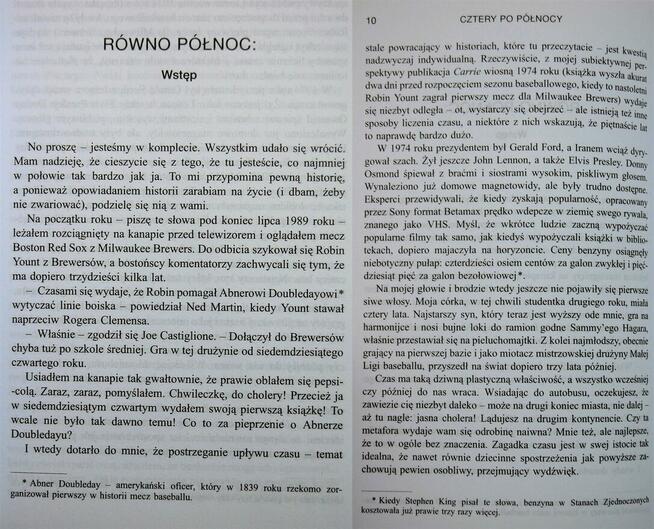 RÓWNO PÓŁNOC:
Wstęp
No proszę – jesteśmy w komplecie. Wszystkim udało się wrócić.
Mam nadzieję, że cieszycie się z tego, że tu jesteście, co najmniej
w połowie tak bardzo jak ja. To mi przypomina pewną historię,
a ponieważ opowiadaniem historii zarabiam na życie (i dbam, żeby
nie zwariować), podzielę się nią z wami.
Na początku roku – piszę te słowa pod koniec lipca 1989 roku –
leżałem rozciągnięty na kanapie przed telewizorem i oglądałem mecz
Boston Red Sox z Milwaukee Brewers. Do odbicia szykował się Robin
Yount z Brewersów, a bostońscy komentatorzy zachwycali się tym, że
ma dopiero trzydzieści kilka lat.
– Czasami się wydaje, że Robin pomagał Abnerowi Doubledayowi*
wytyczać linie boiska – powiedział Ned Martin, kiedy Yount stawał
naprzeciw Rogera Clemensa.
– Właśnie – zgodził się Joe Castiglione. – Dołączył do Brewersów
chyba tuż po szkole średniej. Gra w tej drużynie od siedemdziesiątego
czwartego roku.
Usiadłem na kanapie tak gwałtownie, że prawie oblałem się pepsi-
-colą. Zaraz, zaraz, pomyślałem. Chwileczkę, do cholery! Przecież ja
w siedemdziesiątym czwartym wydałem swoją pierwszą książkę! To
wcale nie było tak dawno temu! Co to za pieprzenie o Abnerze
Doubledayu?
I wtedy dotarło do mnie, że postrzeganie upływu czasu – temat
* Abner Doubleday – amerykański oficer, który w 1839 roku rzekomo zor-
ganizował pierwszy w historii mecz baseballu.
10 CZTERY PO PÓŁNOCY
stale powracający w historiach, które tu przeczytacie – jest kwestią
nadzwyczaj indywidualną. Rzeczywiście, z mojej subiektywnej per-
spektywy publikacja Carrie wiosną 1974 roku (książka wyszła akurat
dwa dni przed rozpoczęciem sezonu baseballowego, kiedy to nastoletni
Robin Yount zagrał pierwszy mecz dla Milwaukee Brewers) wydaje
się niezbyt odległa – ot, wystarczy się obejrzeć – ale istnieją też inne
sposoby liczenia czasu, a niektóre z nich wskazują, że piętnaście lat
to naprawdę bardzo dużo.
W 1974 roku prezydentem był Gerald Ford, a Iranem wciąż dyry-
gował szach. Żył jeszcze John Lennon, a także Elvis Presley. Donny
Osmond śpiewał z braćmi i siostrami wysokim, piskliwym głosem.
Wynaleziono już domowe magnetowidy, ale były trudno dostępne.
Eksperci przewidywali, że kiedy zyskają popularność, opracowany
przez Sony format Betamax prędko wdepcze w ziemię swego rywala,
znanego jako VHS. Myśl, że wkrótce ludzie zaczną wypożyczać
popularne filmy tak samo, jak kiedyś wypożyczali książki w biblio-
tekach, dopiero majaczyła na horyzoncie. Ceny benzyny osiągnęły
niebotyczny pułap: czterdzieści osiem centów za galon zwykłej i pięć-
dziesiąt pięć za galon bezołowiowej*.
Na mojej głowie i brodzie wtedy jeszcze nie pojawiły się pierwsze
siwe włosy. Moja córka, w tej chwili studentka drugiego roku, miała
cztery lata. Najstarszy syn, który teraz jest wyższy ode mnie, gra na
harmonijce i nosi bujne loki do ramion godne Sammy'ego Hagara,
właśnie przestawiał się na pieluchomajtki. Z kolei najmłodszy, obecnie
grający na pierwszej bazie i jako miotacz mistrzowskiej drużyny Małej
Ligi baseballu, przyszedł na świat dopiero trzy lata później.
Czas ma taką dziwną plastyczną właściwość, a wszystko wcześniej
czy później do nas wraca. Wsiadając do autobusu, oczekujesz, że
zawiezie cię niezbyt daleko – może na drugi koniec miasta, nie dalej –
aż tu nagle: jasna cholera! Lądujesz na drugim kontynencie. Czy ta
metafora wydaje wam się odrobinę naiwna? Mnie też, ale najlepsze,
że to w ogóle bez znaczenia. Zagadka czasu jest w swej istocie tak
idealna, że nawet równie dziecinne spostrzeżenia jak powyższe za-
chowują pewien osobliwy, przejmujący wydźwięk.
* Kiedy Stephen King pisał te słowa, benzyna w Stanach Zjednoczonych
kosztowała już prawie trzy razy więcej.